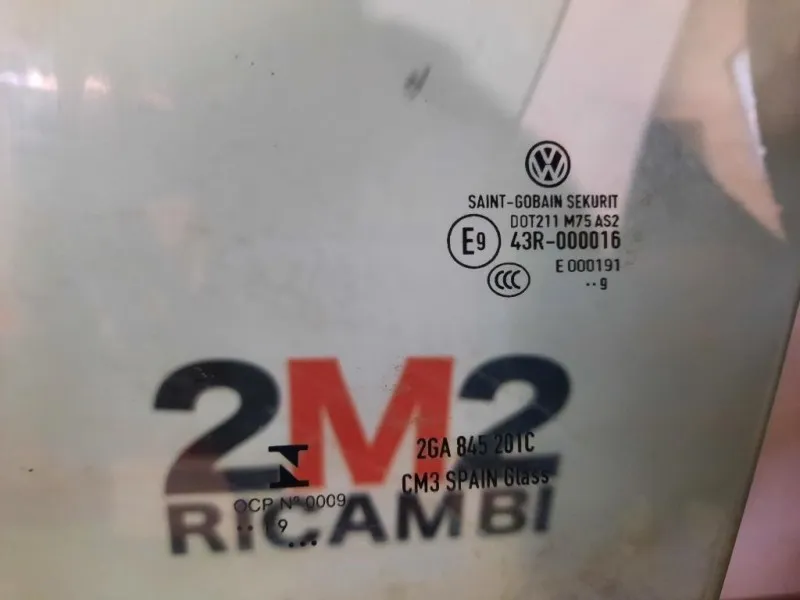 SAINT-GOBAIN SEKURIT
DOT211 M75 AS2
E9 43R-000016
E 000191
CCC ··9
2M2
2GA 845 201C
CM3 SPAIN Glass
N
OCP Nº 0009
RICAMBI
·· 9
...